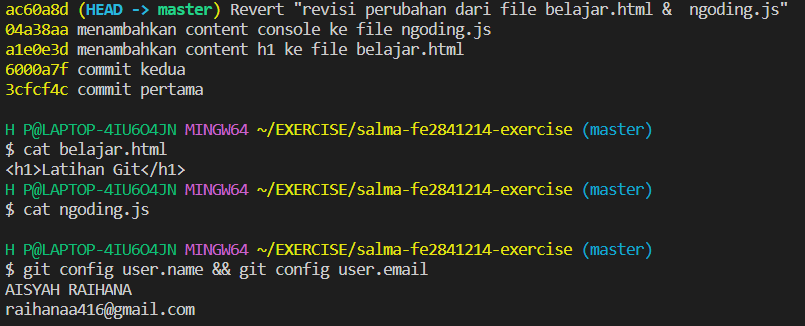 ac60a8d (HEAD -> master) Revert "revisi perubahan dari file belajar.html &  ngoding.js"
04a38aa menambahkan content console ke file ngoding.js
a1e0e3d menambahkan content h1 ke file belajar.html
6000a7f commit kedua
3cfcf4c commit pertama
H P@LAPTOP-4IU6O4JN MINGW64 ~/EXERCISE/salma-fe2841214-exercise (master)
$ cat belajar.html
<h1>Latihan Git</h1>
H P@LAPTOP-4IU6O4JN MINGW64 ~/EXERCISE/salma-fe2841214-exercise (master)
$ cat ngoding.js
H P@LAPTOP-4IU6O4JN MINGW64 ~/EXERCISE/salma-fe2841214-exercise (master)
$ git config user.name && git config user.email
AISYAH RAIHANA
raihanaa416@gmail.com